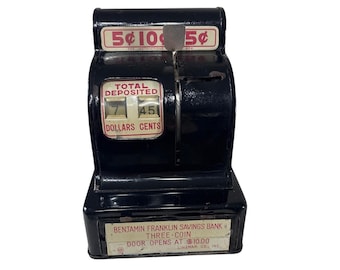 5¢ 10¢ 5¢
TOTAL
DEPOSITED
7 45
DOLLARS CENTS
BENJAMIN FRANKLIN SAVINGS BANK
THREE-COIN
DOOR OPENS AT $10.00